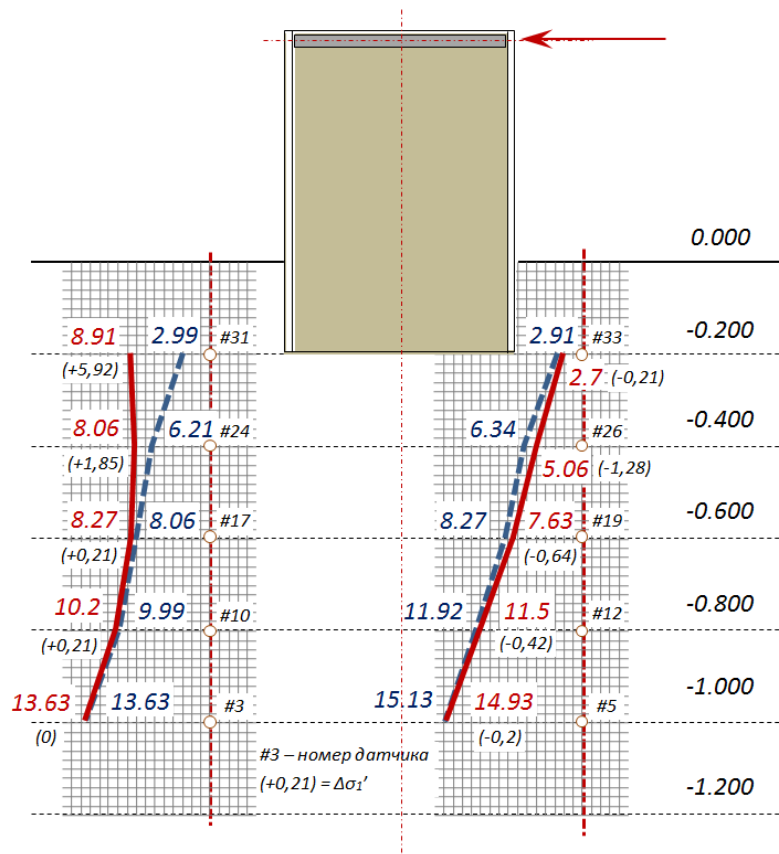 0.000
8.91 2.99 #31 2.91 #33 -0.200
(+5,92) 2.7 (-0,21)
8.06 6.21 #24 6.34 #26 -0.400
(+1,85) 5.06 (-1,28)
8.27 8.06 #17 8.27 7.63 #19 -0.600
(+0,21) (-0,64)
10.2 9.99 #10 11.92 11.5 #12 -0.800
(+0,21) (-0,42)
13.63 13.63 #3 15.13 14.93 #5 -1.000
(0) (-0,2)
#3 – номер датчика
(+0,21) = Δσ₁′
-1.200